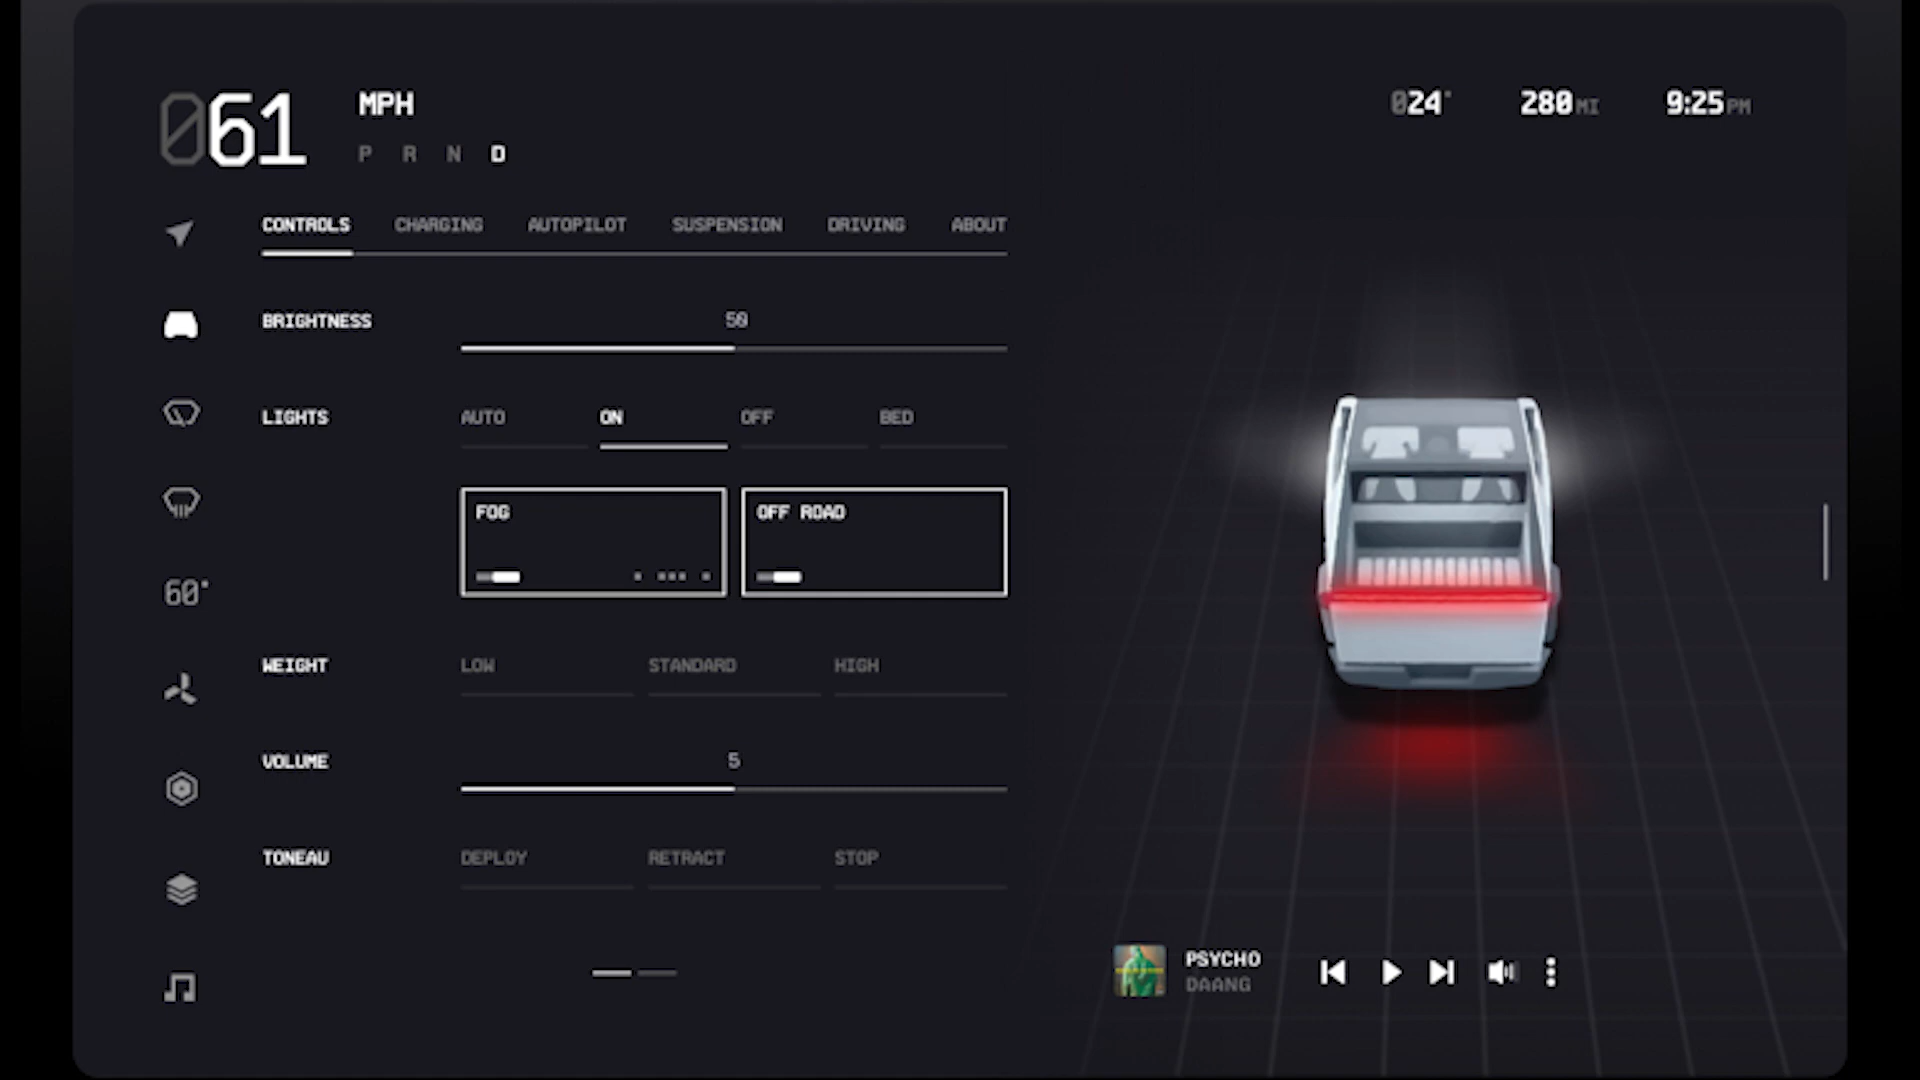 061 MPH
P R N D
024° 280 MI 9:25 PM
CONTROLS CHARGING AUTOPILOT SUSPENSION DRIVING ABOUT
BRIGHTNESS 50
LIGHTS AUTO ON OFF BED
FOG OFF ROAD
60°
WEIGHT LOW STANDARD HIGH
VOLUME 5
TONEAU DEPLOY RETRACT STOP
PSYCHO
DAANG